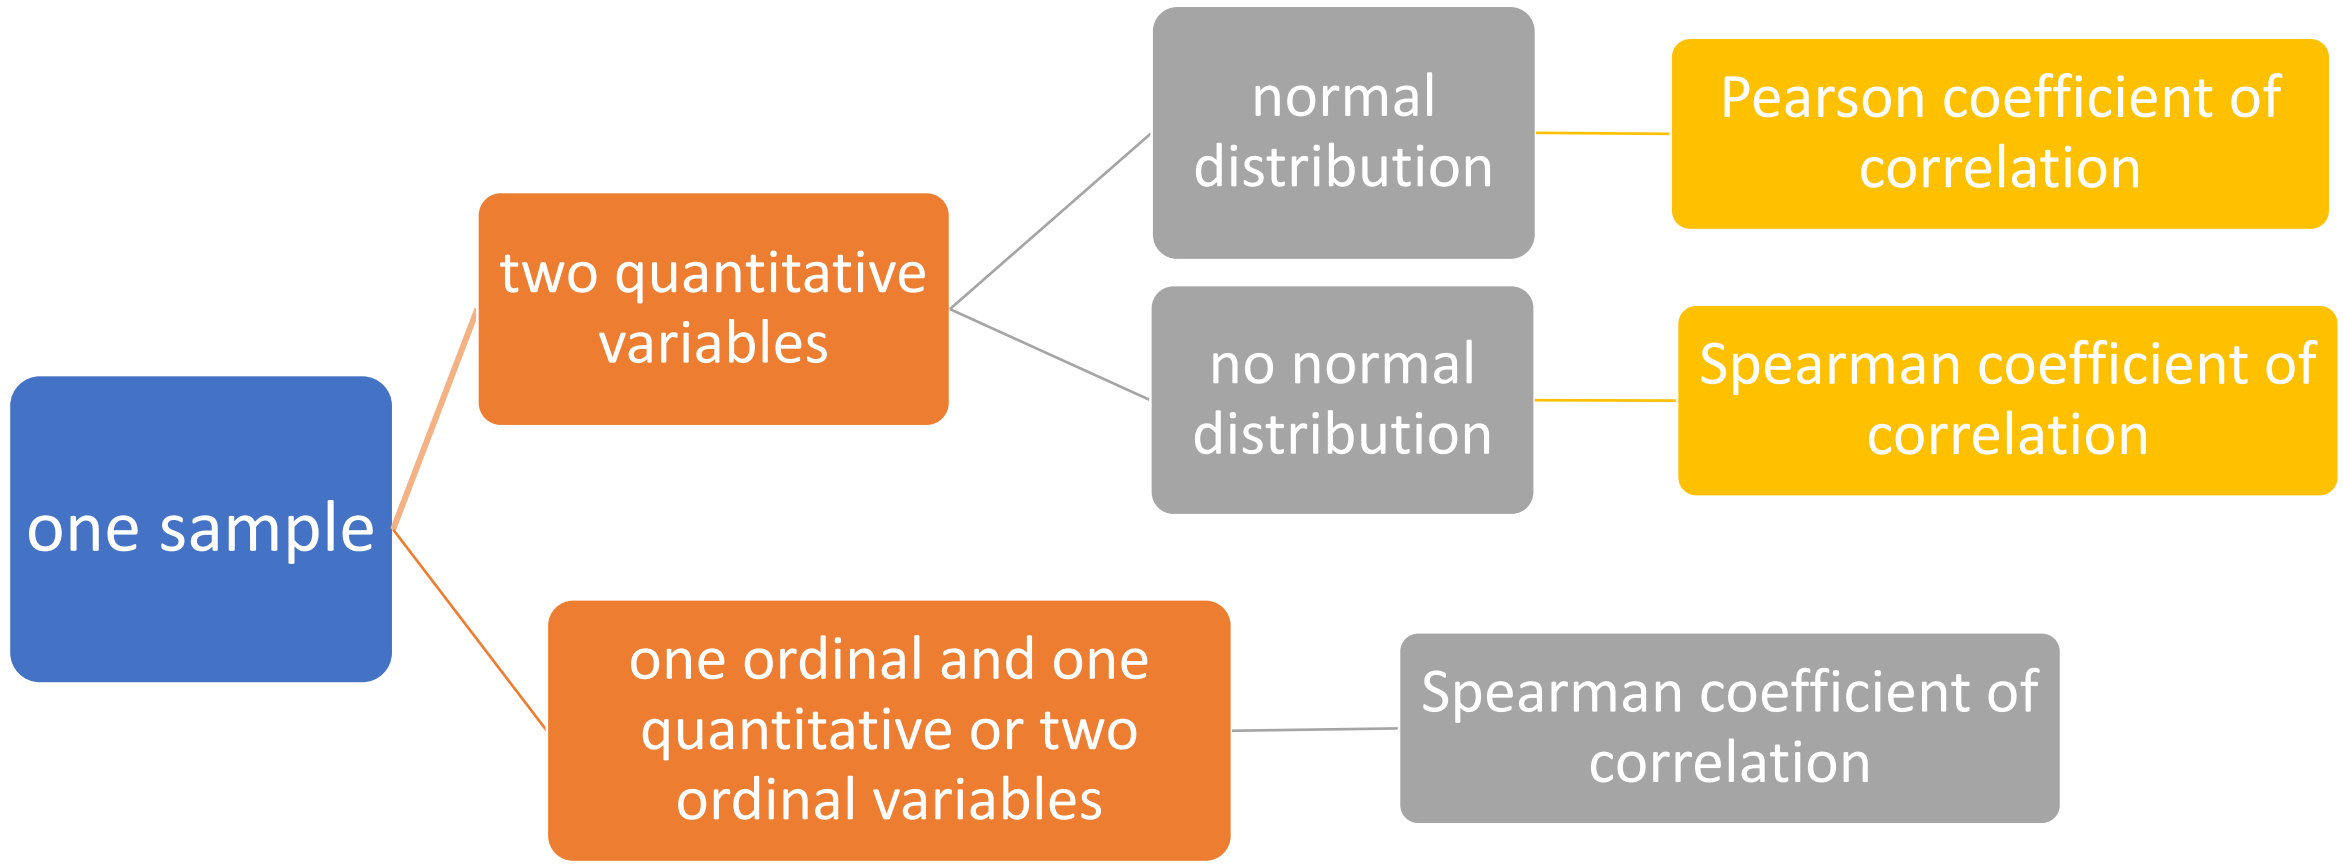 one sample
two quantitative
variables
normal
distribution
Pearson coefficient of
correlation
no normal
distribution
Spearman coefficient of
correlation
one ordinal and one
quantitative or two
ordinal variables
Spearman coefficient of
correlation